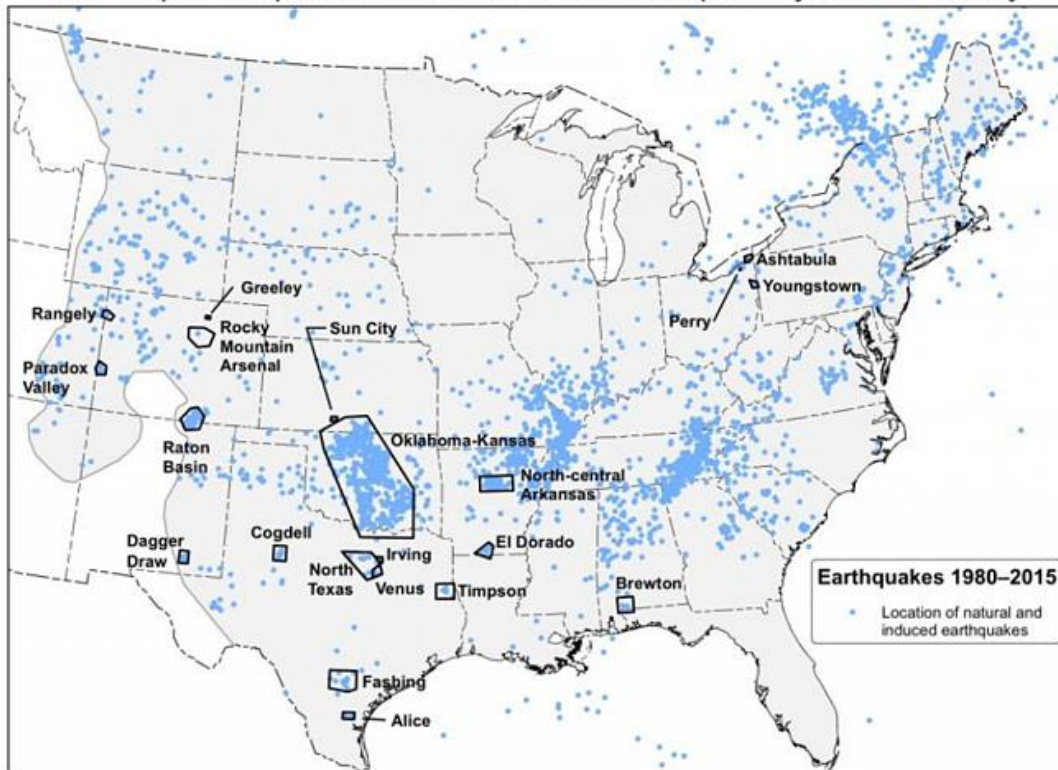 Ashtabula
Youngstown
Perry
Greeley
Rangely
Rocky
Mountain
Arsenal
Sun City
Paradox
Valley
Raton
Basin
Oklahoma-Kansas
North-central
Arkansas
Dagger
Draw
Cogdell
El Dorado
Irving
North
Texas
Venus
Timpson
Brewton
Fashing
Alice
Earthquakes 1980–2015
Location of natural and
induced earthquakes